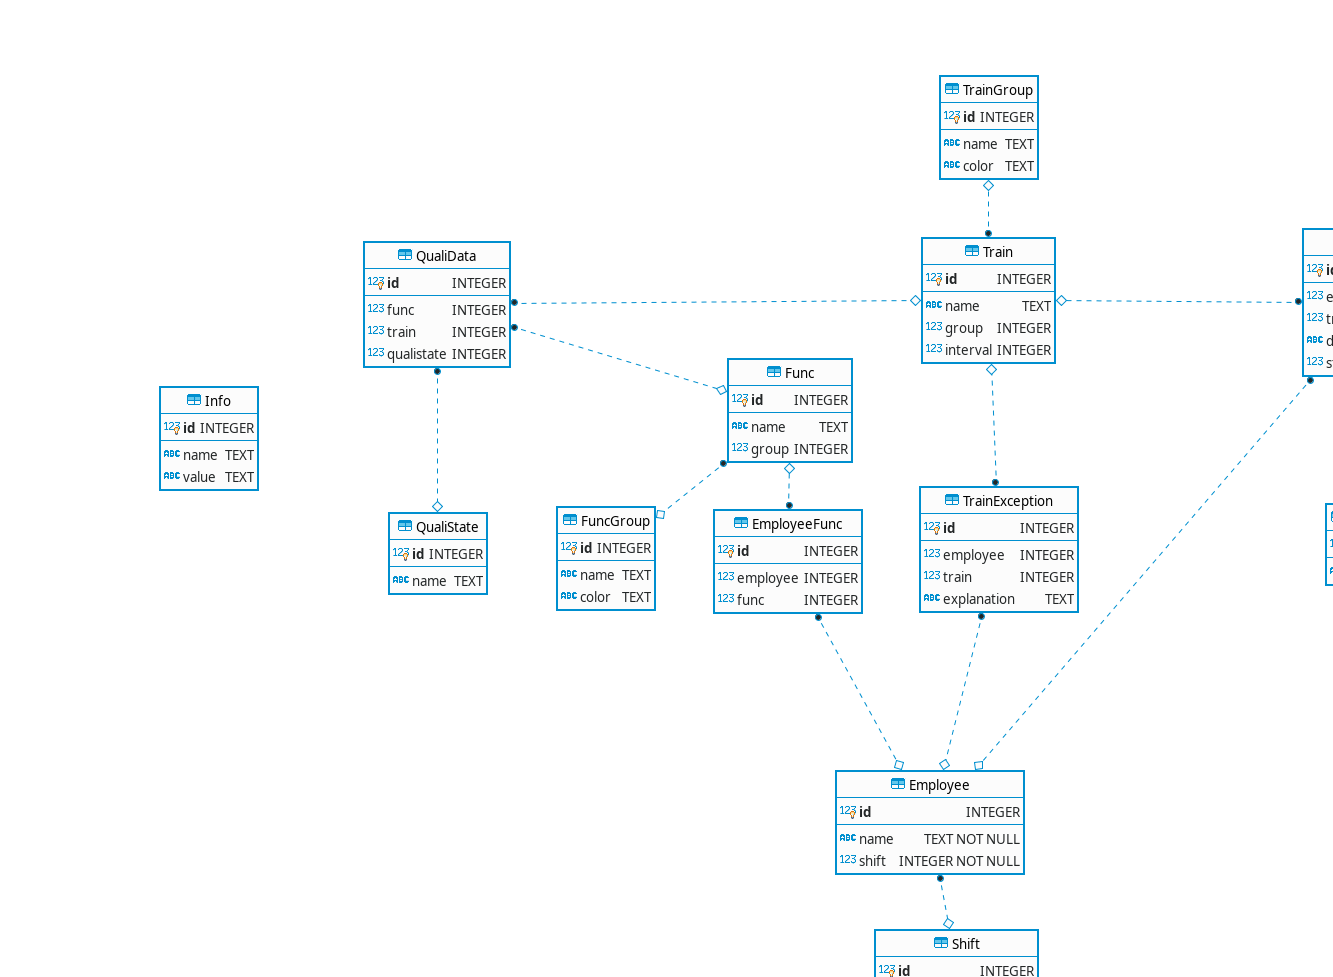 TrainGroup
123 id INTEGER
ABC name TEXT
ABC color TEXT
QualiData
123 id INTEGER
123 func INTEGER
123 train INTEGER
123 qualistate INTEGER
Train
123 id INTEGER
ABC name TEXT
123 group INTEGER
123 interval INTEGER
123
123
123
ABC
123
Func
123 id INTEGER
ABC name TEXT
123 group INTEGER
Info
123 id INTEGER
ABC name TEXT
ABC value TEXT
QualiState
123 id INTEGER
ABC name TEXT
FuncGroup
123 id INTEGER
ABC name TEXT
ABC color TEXT
EmployeeFunc
123 id INTEGER
123 employee INTEGER
123 func INTEGER
TrainException
123 id INTEGER
123 employee INTEGER
123 train INTEGER
ABC explanation TEXT
Employee
123 id INTEGER
ABC name TEXT NOT NULL
123 shift INTEGER NOT NULL
Shift
123 id INTEGER